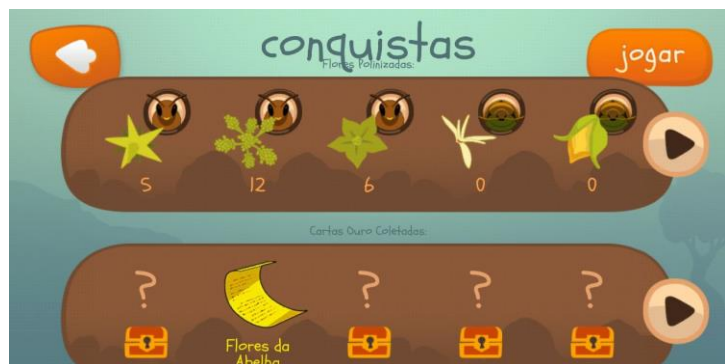 conquistas
Flores Polinizadas:
jogar
5 12 6 0 0
Cartas Ouro Coletadas:
? ? ? ?
Flores da
Abelha